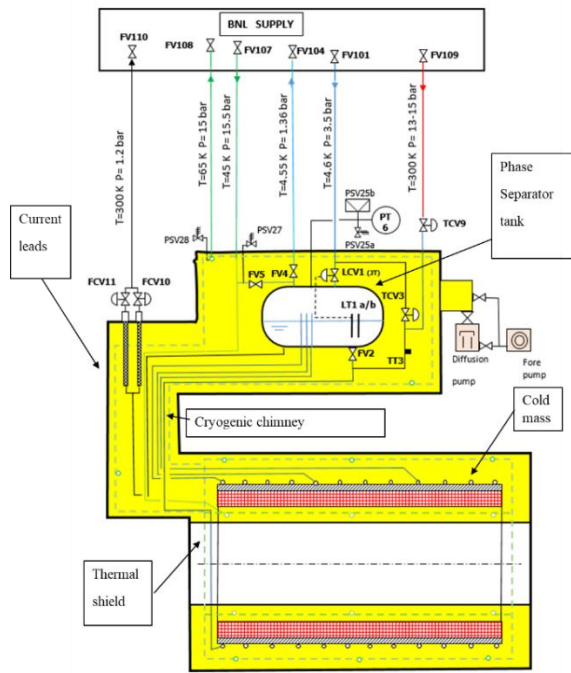 BNL SUPPLY
FV110
FV108
FV107
FV104
FV101
FV109
T=300 K P= 1.2 bar
T=65 K P= 15 bar
T=45 K P= 15.5 bar
T=4.55 K P= 1.36 bar
T=4.6 K P= 3.5 bar
T=300 K P= 13-15 bar
Phase
Separator
tank
Current
leads
PSV25b
PT
6
TCV9
PSV28
PSV27
PSV25a
FCV11
FCV10
FV5
FV4
LCV1 (JT)
LT1 a/b
TCV3
FV2
TT3
Diffusion
pump
Fore
pump
Cryogenic chimney
Cold
mass
Thermal
shield